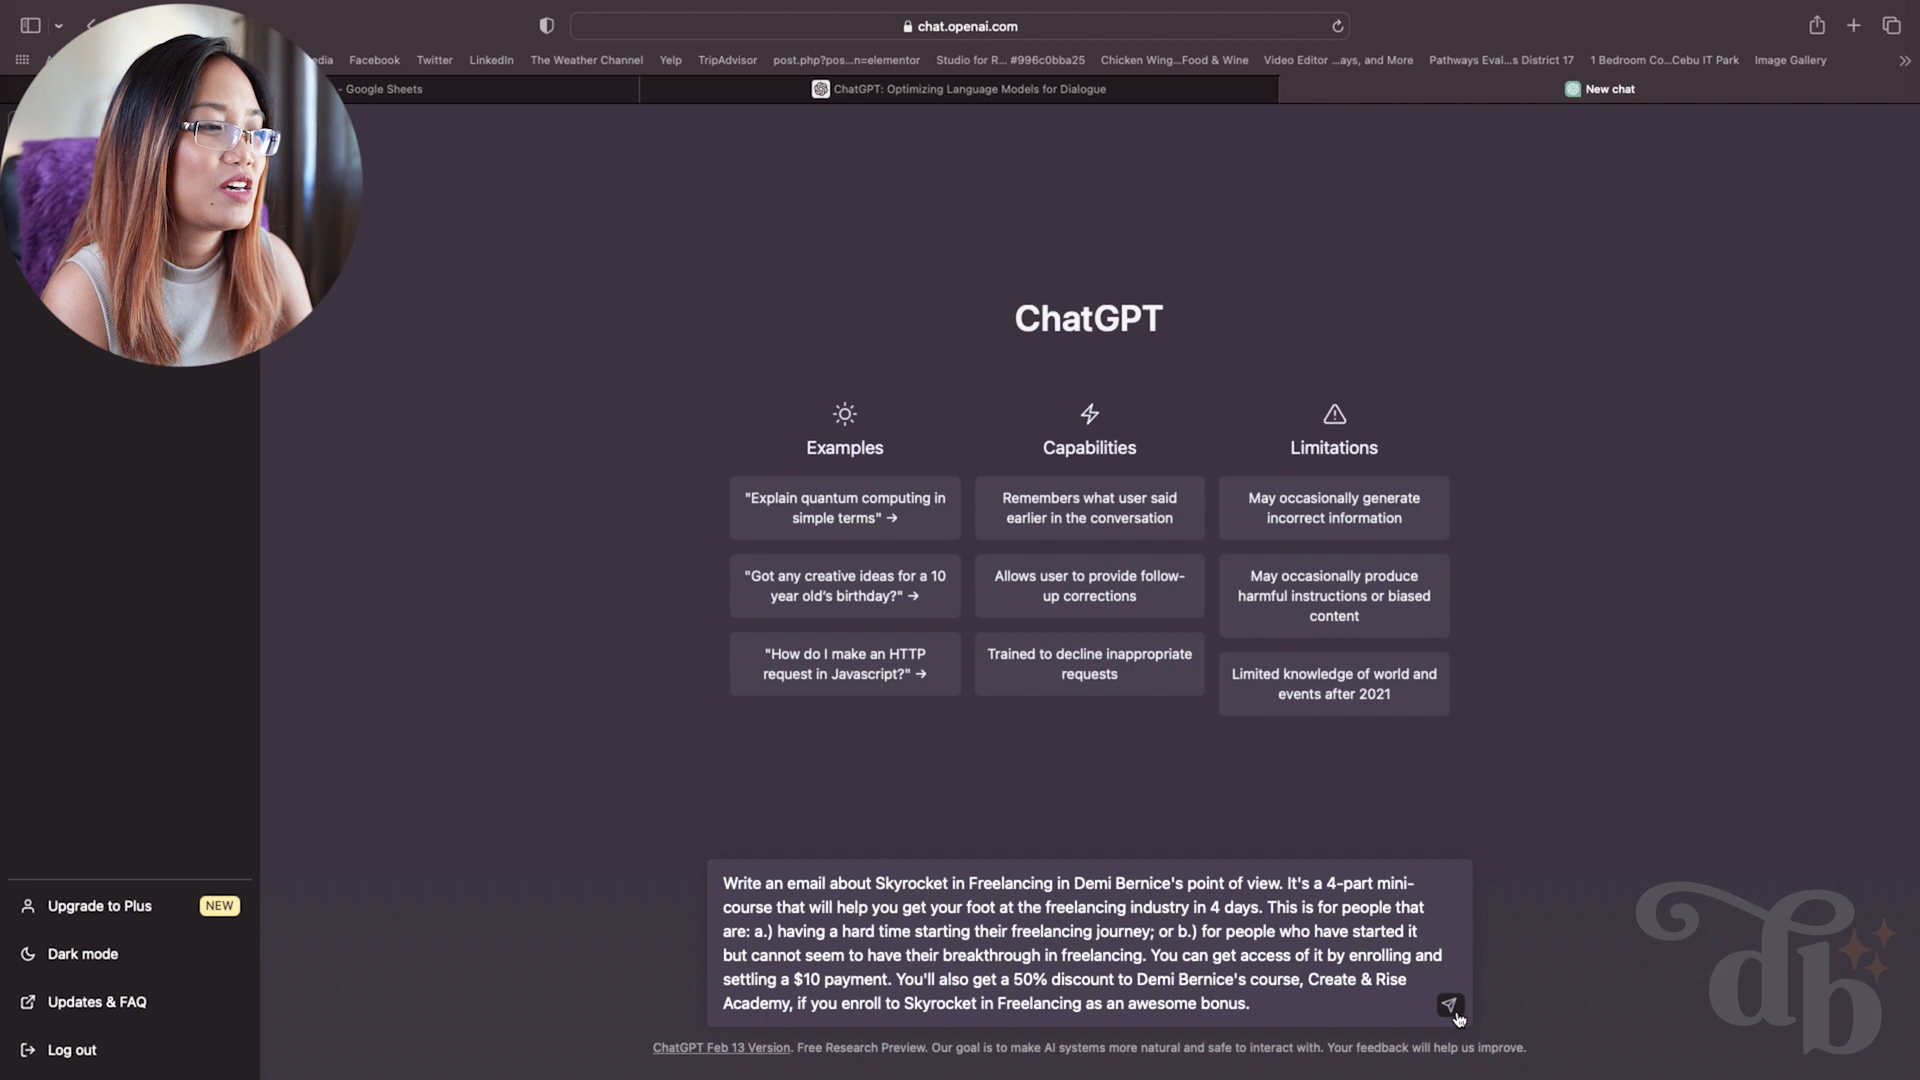 chat.openai.com
Facebook
Twitter
LinkedIn
The Weather Channel
Yelp
TripAdvisor
post.php?pos...n=elementor
Studio for R... #996c0bba25
Chicken Wing...Food & Wine
Video Editor ...ays, and More
Pathways Eval...s District 17
1 Bedroom Co...Cebu IT Park
Image Gallery
- Google Sheets
ChatGPT: Optimizing Language Models for Dialogue
New chat
ChatGPT
Examples
Capabilities
Limitations
"Explain quantum computing in
simple terms" →
Remembers what user said
earlier in the conversation
May occasionally generate
incorrect information
"Got any creative ideas for a 10
year old's birthday?" →
Allows user to provide follow-
up corrections
May occasionally produce
harmful instructions or biased
content
"How do I make an HTTP
request in Javascript?" →
Trained to decline inappropriate
requests
Limited knowledge of world and
events after 2021
Write an email about Skyrocket in Freelancing in Demi Bernice's point of view. It's a 4-part mini-
course that will help you get your foot at the freelancing industry in 4 days. This is for people that
are: a.) having a hard time starting their freelancing journey; or b.) for people who have started it
but cannot seem to have their breakthrough in freelancing. You can get access of it by enrolling and
settling a $10 payment. You'll also get a 50% discount to Demi Bernice's course, Create & Rise
Academy, if you enroll to Skyrocket in Freelancing as an awesome bonus.
ChatGPT Feb 13 Version. Free Research Preview. Our goal is to make AI systems more natural and safe to interact with. Your feedback will help us improve.
Upgrade to Plus
NEW
Dark mode
Updates & FAQ
Log out
db